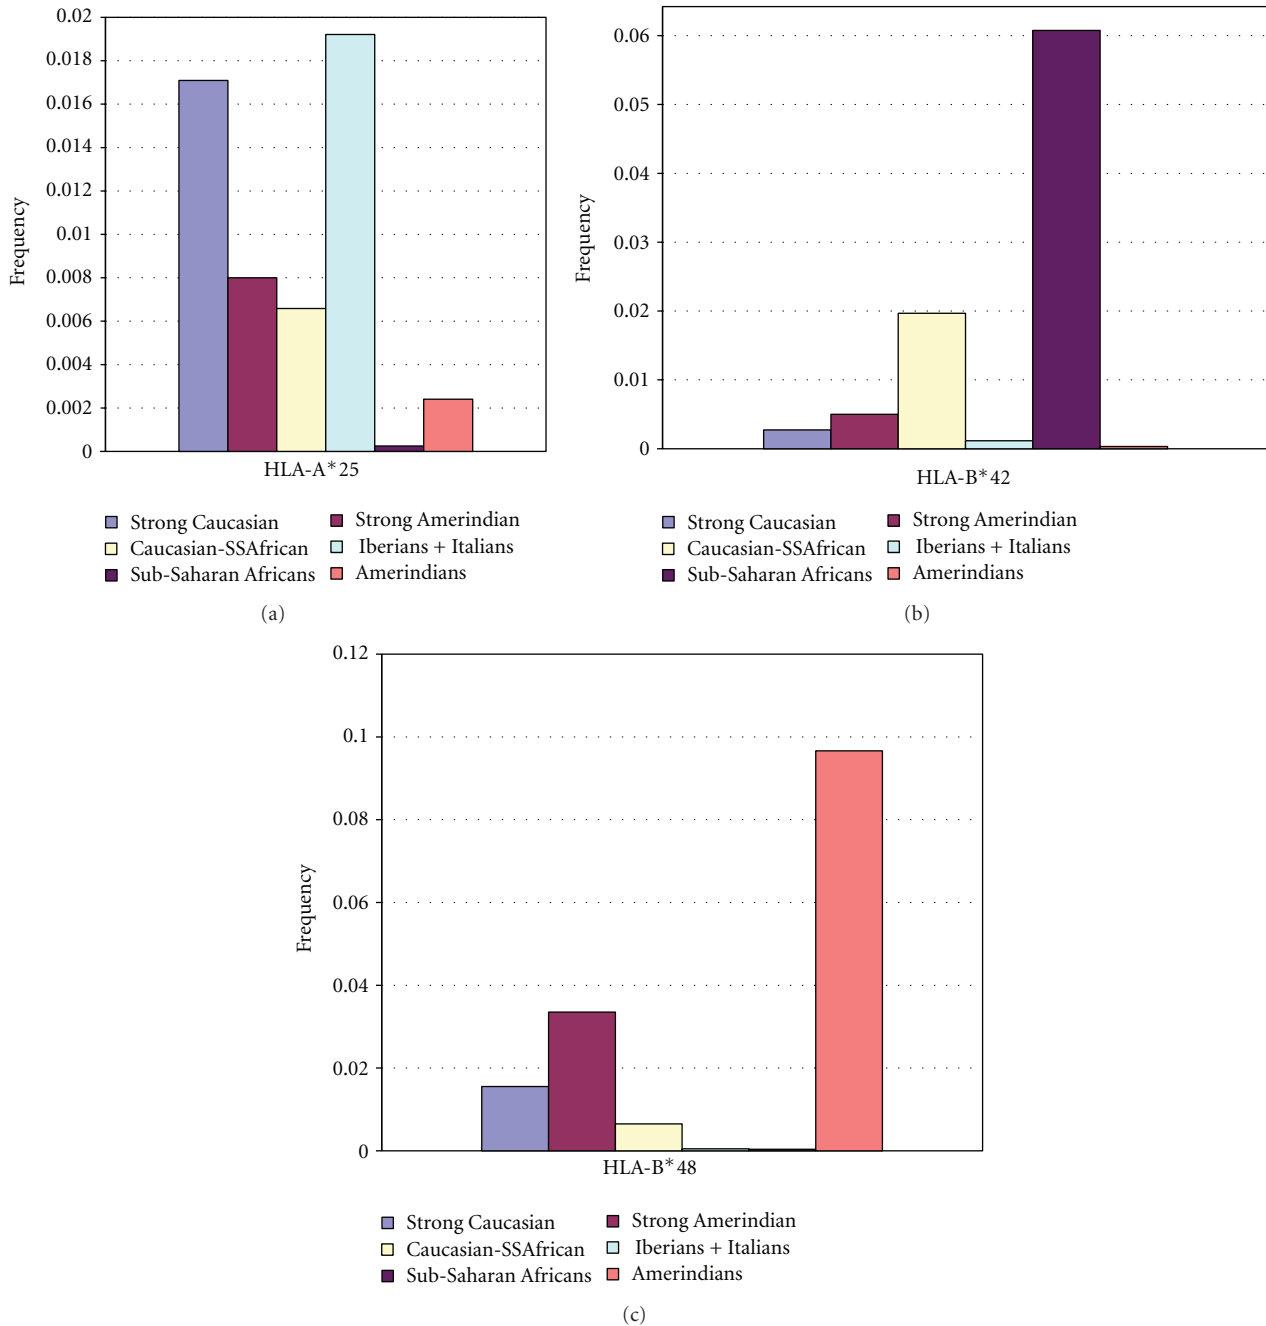 0.02
0.018
0.016
0.014
0.012
0.01
0.008
0.006
0.004
0.002
0
Frequency
HLA-A*25
Strong Caucasian
Strong Amerindian
Caucasian-SSAfrican
Iberians + Italians
Sub-Saharan Africans
Amerindians
(a)
0.06
0.05
0.04
0.03
0.02
0.01
0
Frequency
HLA-B*42
Strong Caucasian
Strong Amerindian
Caucasian-SSAfrican
Iberians + Italians
Sub-Saharan Africans
Amerindians
(b)
0.12
0.1
0.08
0.06
0.04
0.02
0
Frequency
HLA-B*48
Strong Caucasian
Strong Amerindian
Caucasian-SSAfrican
Iberians + Italians
Sub-Saharan Africans
Amerindians
(c)